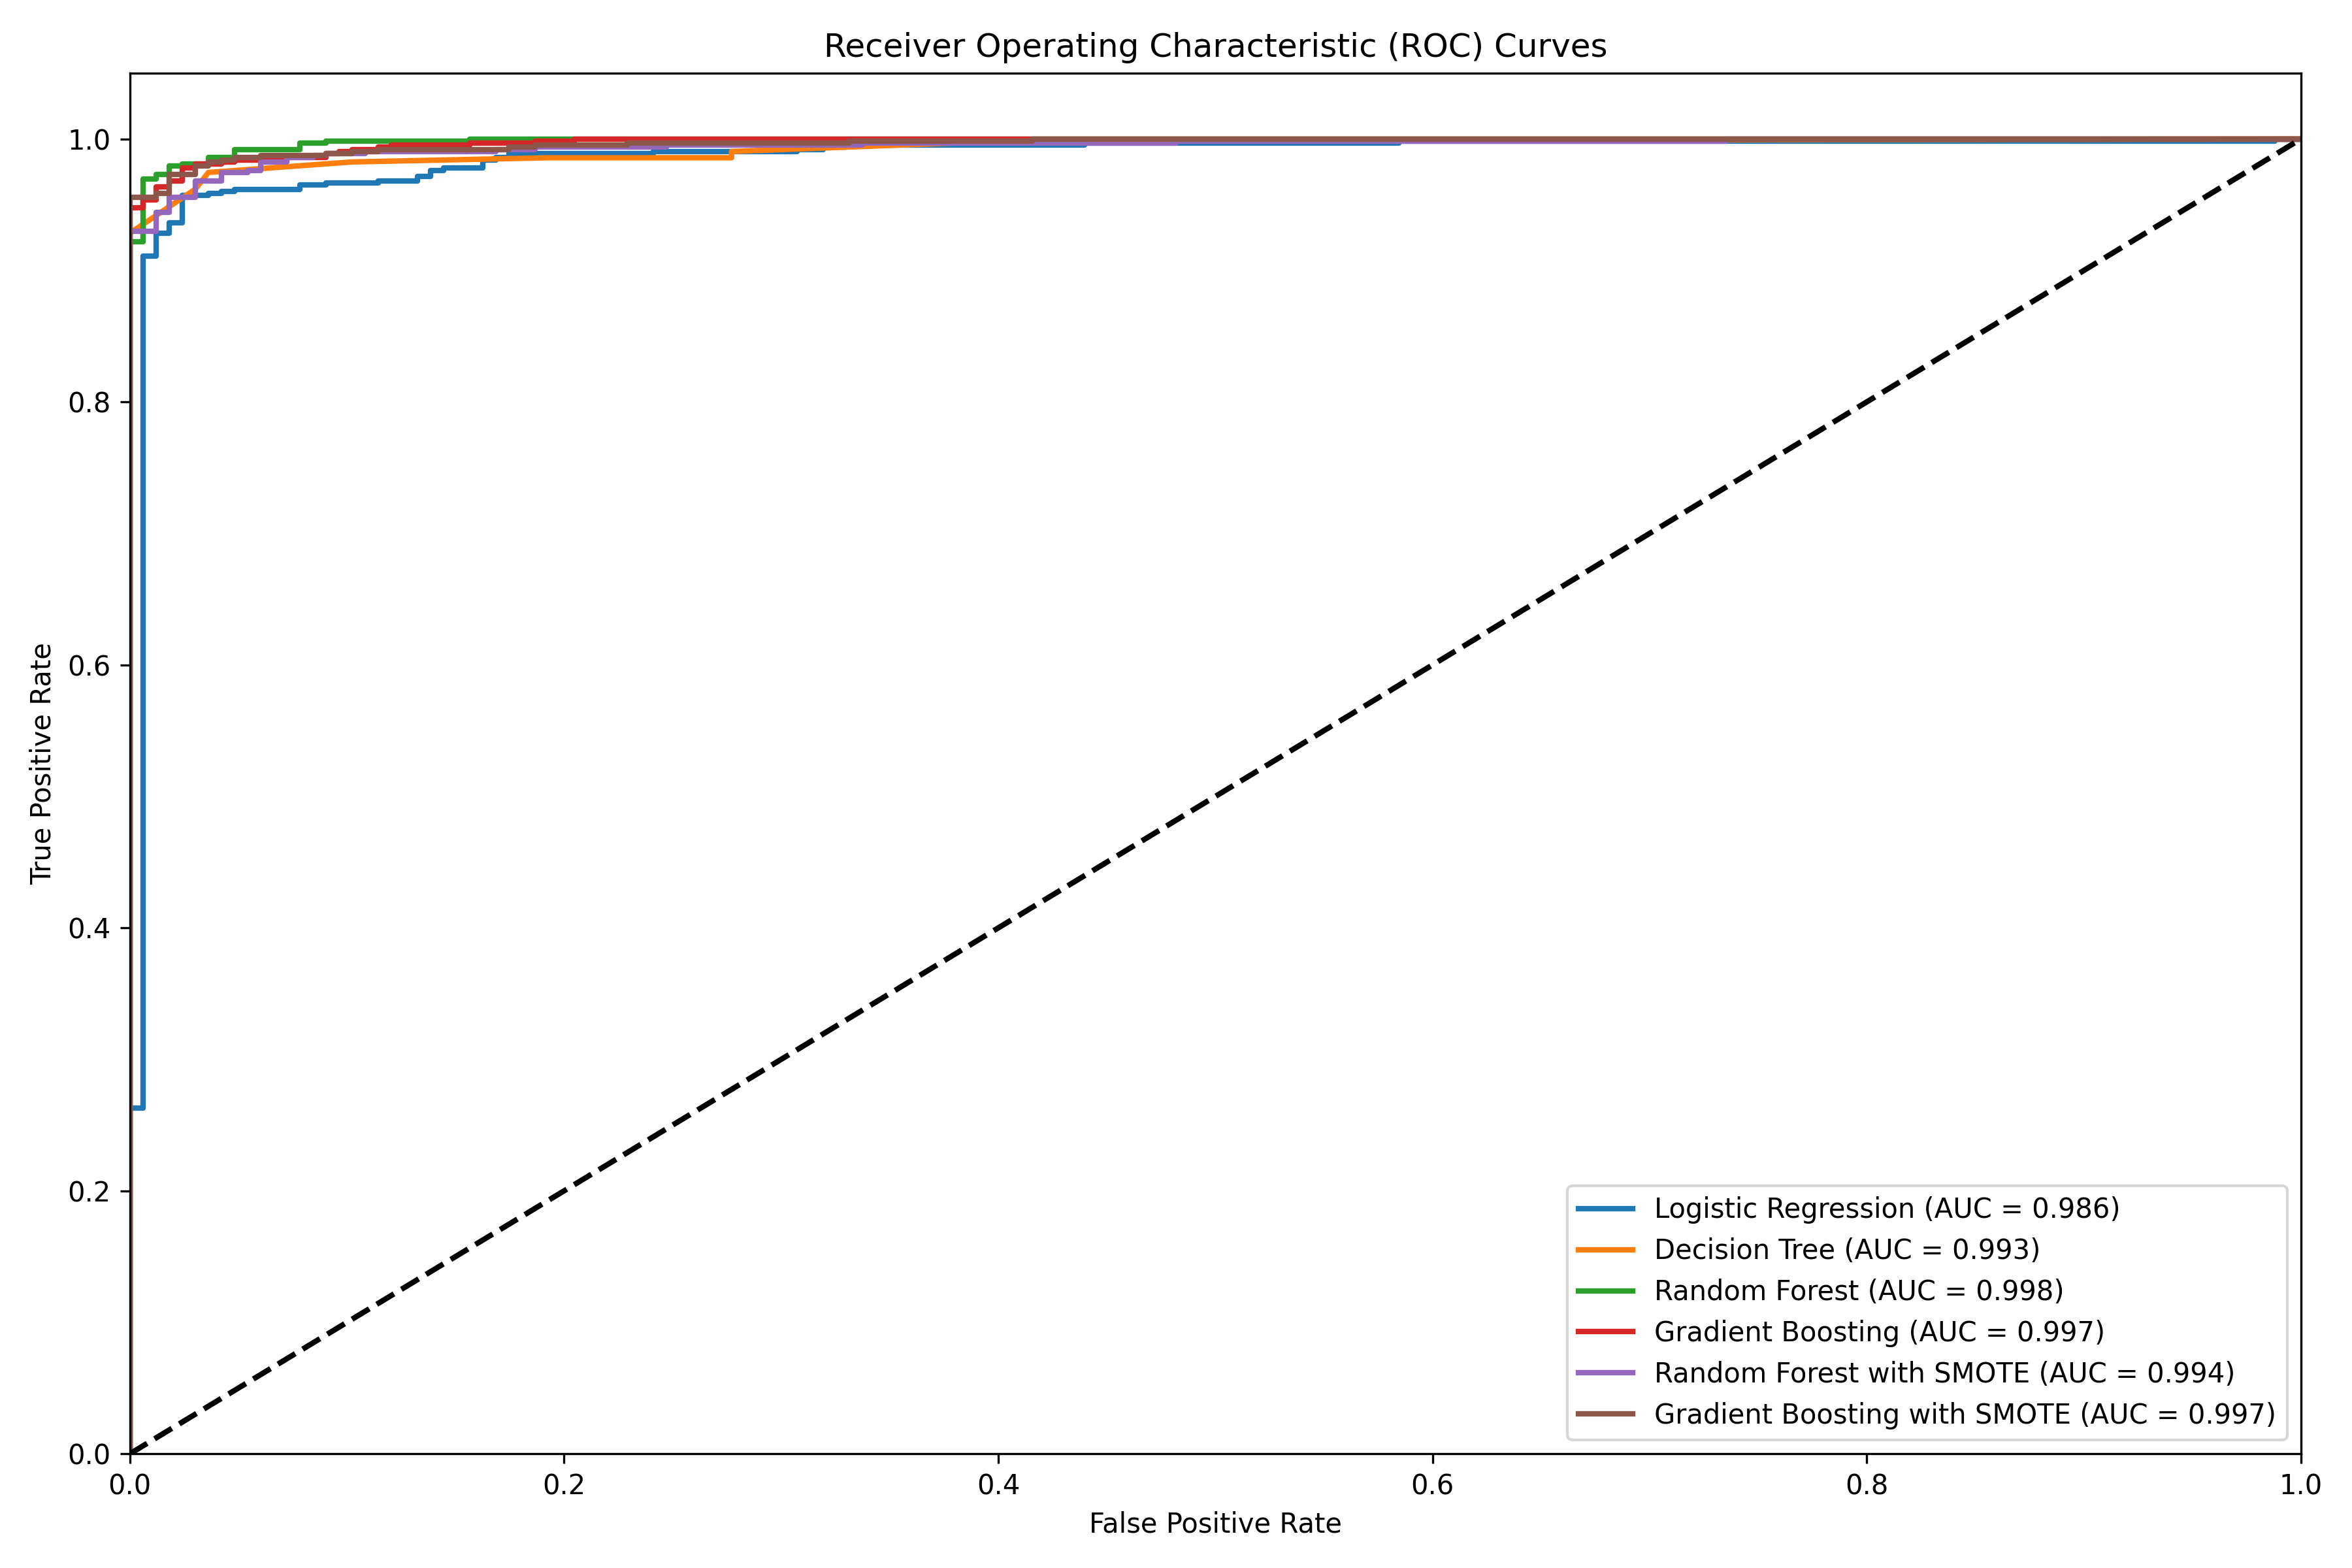 Receiver Operating Characteristic (ROC) Curves
1.0
0.8
0.6
0.4
0.2
0.0
True Positive Rate
0.0 0.2 0.4 0.6 0.8 1.0
False Positive Rate
Logistic Regression (AUC = 0.986)
Decision Tree (AUC = 0.993)
Random Forest (AUC = 0.998)
Gradient Boosting (AUC = 0.997)
Random Forest with SMOTE (AUC = 0.994)
Gradient Boosting with SMOTE (AUC = 0.997)